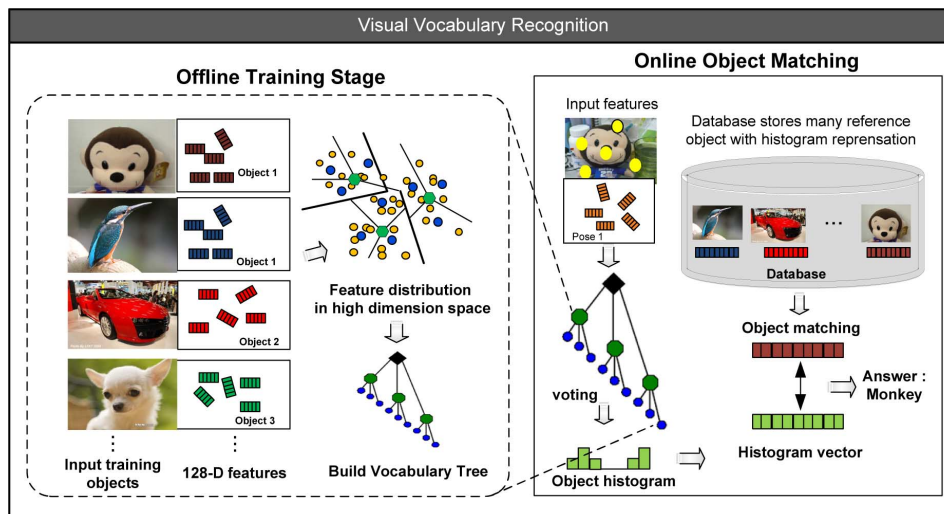 Visual Vocabulary Recognition
Offline Training Stage
Object 1
Object 1
Object 2
Object 3
⋮
Input training
objects
⋮
128-D features
Feature distribution
in high dimension space
Build Vocabulary Tree
Online Object Matching
Input features
Pose 1
voting
Object histogram
Database stores many reference
object with histogram reprensation
...
Database
Object matching
Answer :
Monkey
Histogram vector